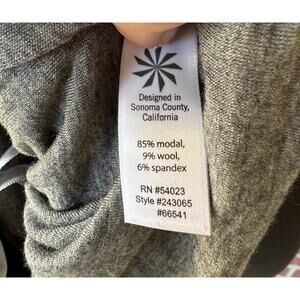 Designed in
Sonoma County,
California
85% modal,
9% wool,
6% spandex
RN #54023
Style #243065
#66541